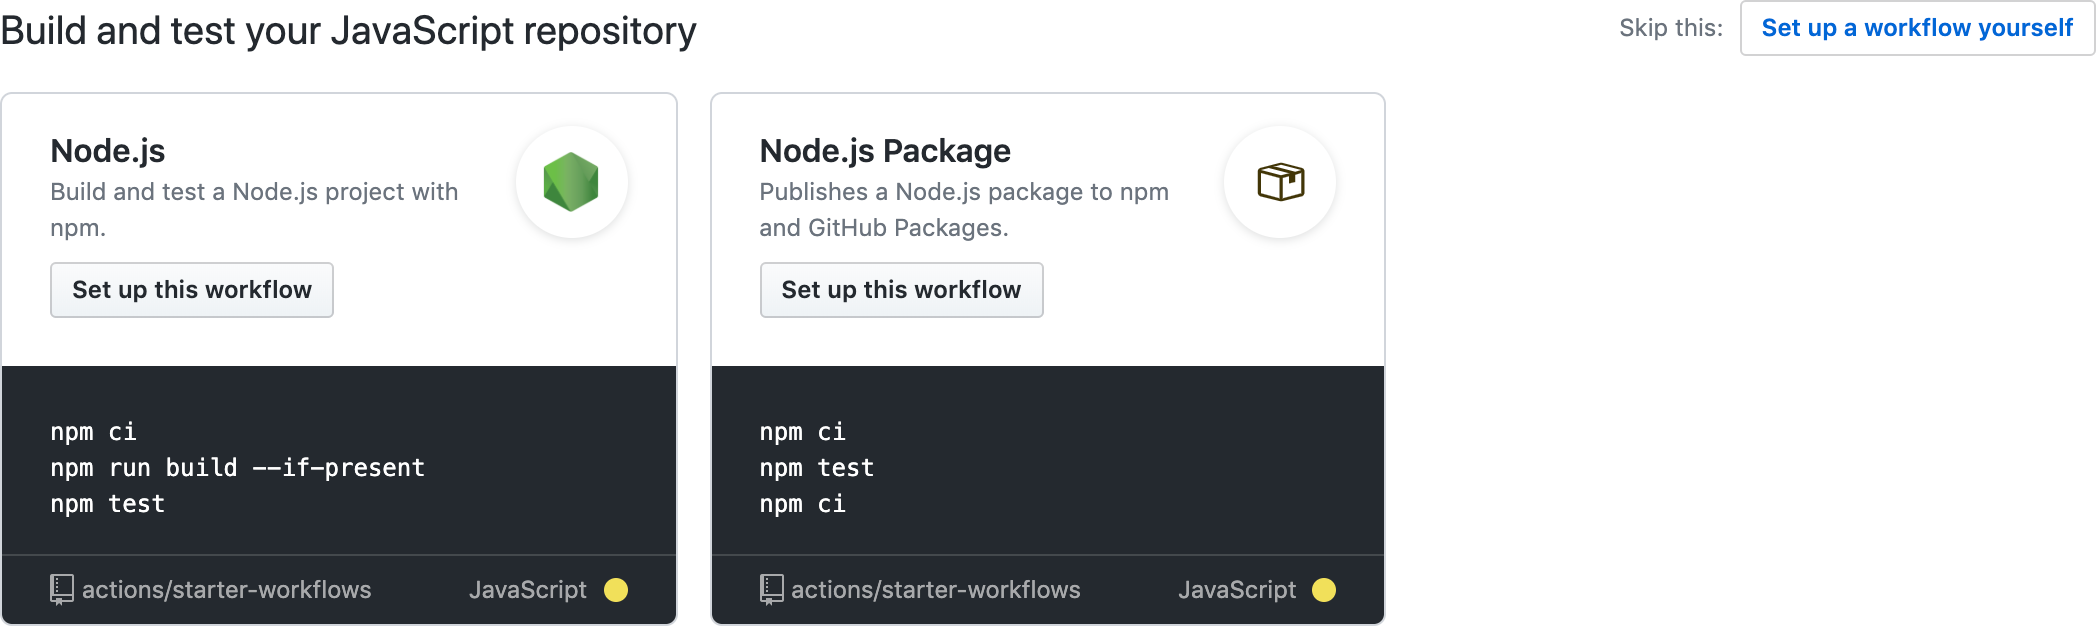 Build and test your JavaScript repository
Skip this:
Set up a workflow yourself
Node.js
Build and test a Node.js project with
npm.
Set up this workflow
npm ci
npm run build --if-present
npm test
actions/starter-workflows
JavaScript
Node.js Package
Publishes a Node.js package to npm
and GitHub Packages.
Set up this workflow
npm ci
npm test
npm ci
actions/starter-workflows
JavaScript